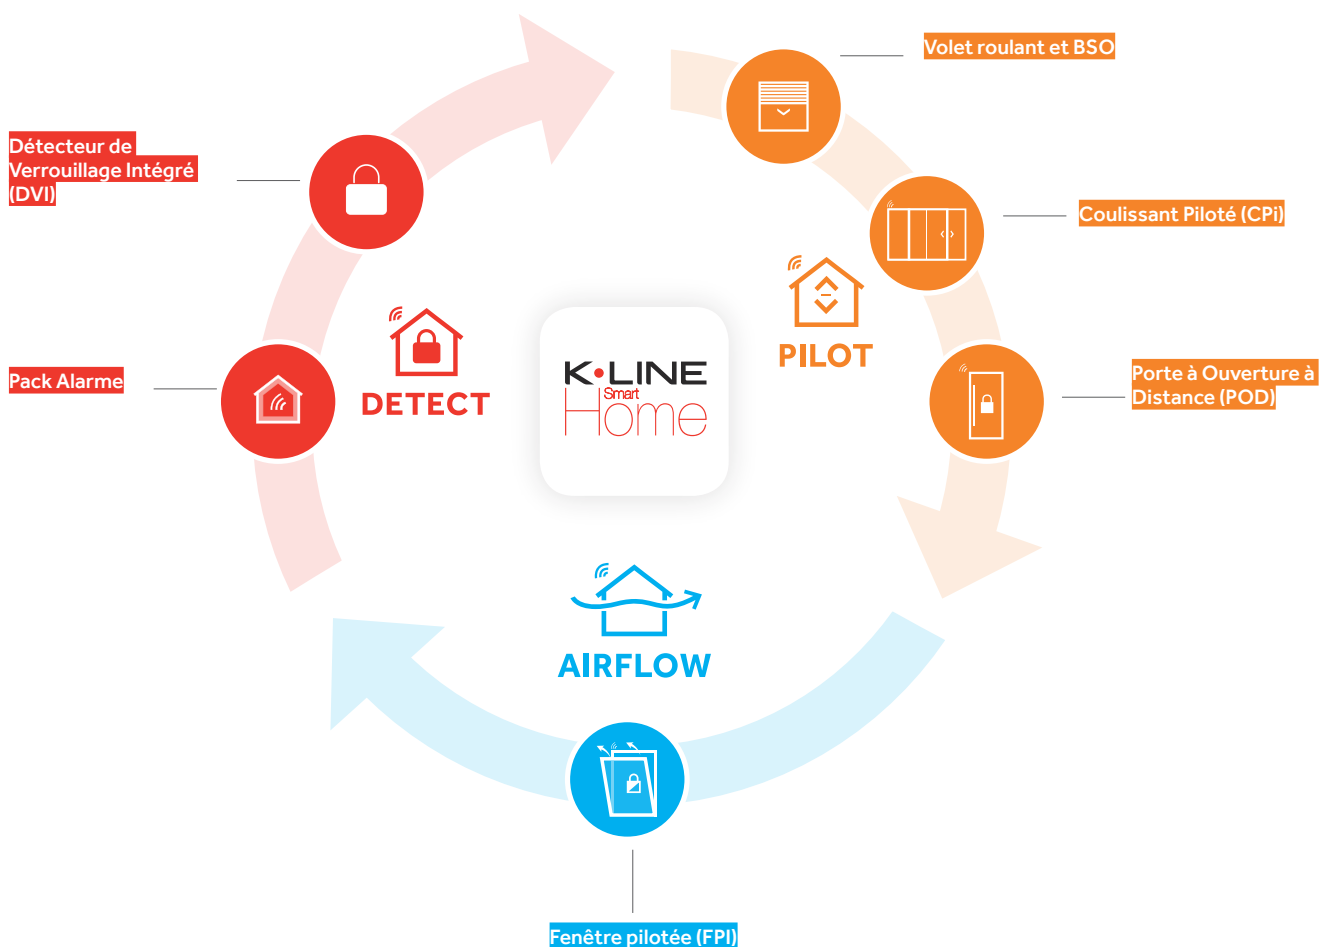 Volet roulant et BSO
Détecteur de
Verrouillage Intégré
(DVI)
Coulissant Piloté (CPi)
PILOT
DETECT
K•LINE
Smart
Home
Pack Alarme
Porte à Ouverture à
Distance (POD)
AIRFLOW
Fenêtre pilotée (FPI)